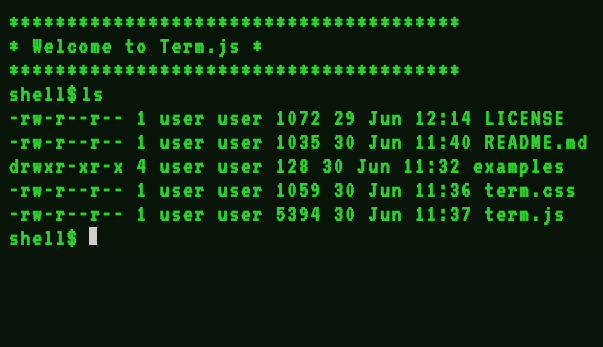 ***************************************
* Welcome to Term.js *
***************************************
shell$ls
-rw-r--r-- 1 user user 1072 29 Jun 12:14 LICENSE
-rw-r--r-- 1 user user 1035 30 Jun 11:40 README.md
drwxr-xr-x 4 user user 128 30 Jun 11:32 examples
-rw-r--r-- 1 user user 1059 30 Jun 11:36 term.css
-rw-r--r-- 1 user user 5394 30 Jun 11:37 term.js
shell$